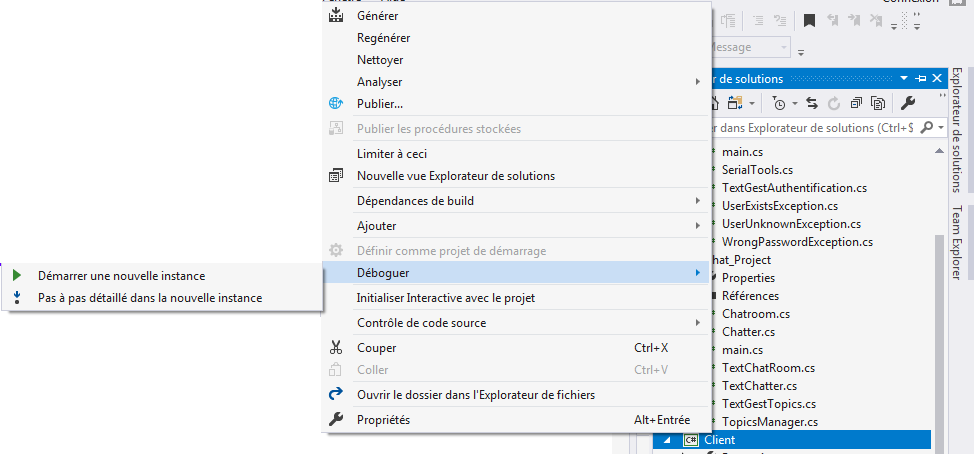 Générer
Regénérer
Nettoyer
Analyser
Publier...
Publier les procédures stockées
Limiter à ceci
Nouvelle vue Explorateur de solutions
Dépendances de build
Ajouter
Définir comme projet de démarrage
Déboguer
Initialiser Interactive avec le projet
Contrôle de code source
Couper Ctrl+X
Coller Ctrl+V
Ouvrir le dossier dans l'Explorateur de fichiers
Propriétés Alt+Entrée
Démarrer une nouvelle instance
Pas à pas détaillé dans la nouvelle instance
Message
r de solutions
er dans Explorateur de solutions (Ctrl+$
main.cs
SerialTools.cs
TextGestAuthentification.cs
UserExistsException.cs
UserUnknownException.cs
WrongPasswordException.cs
hat_Project
Properties
Références
Chatroom.cs
Chatter.cs
main.cs
TextChatRoom.cs
TextChatter.cs
TextGestTopics.cs
TopicsManager.cs
C# Client
Explorateur de solutions
Team Explorer